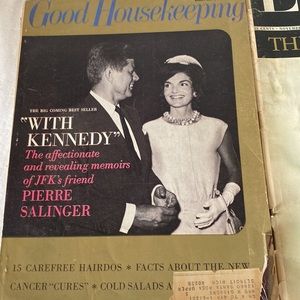 Good Housekeeping
THE BIG COMING BEST SELLER
"WITH
KENNEDY"
The affectionate
and revealing memoirs
of JFK's friend
PIERRE
SALINGER
15 CAREFREE HAIRDOS * FACTS ABOUT THE NEW
CANCER "CURES" * COLD SALADS A
TH